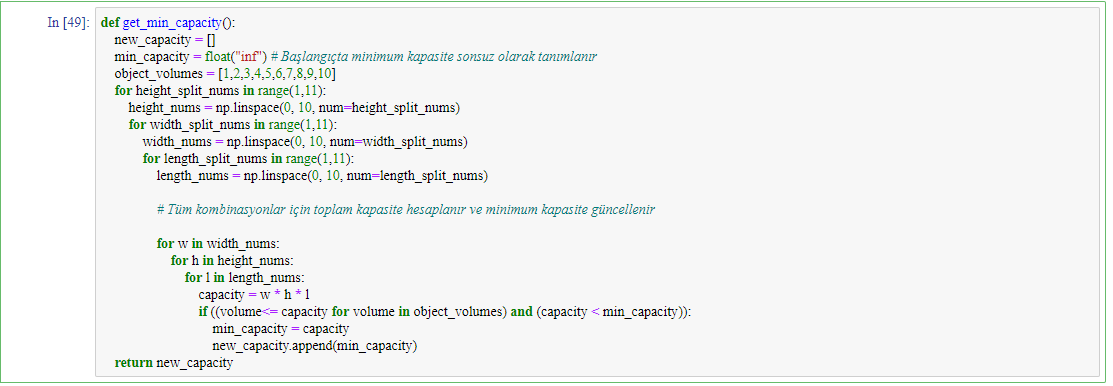 In [49]: def get_min_capacity():
new_capacity = []
min_capacity = float("inf") # Başlangıçta minimum kapasite sonsuz olarak tanımlanır
object_volumes = [1,2,3,4,5,6,7,8,9,10]
for height_split_nums in range(1,11):
height_nums = np.linspace(0, 10, num=height_split_nums)
for width_split_nums in range(1,11):
width_nums = np.linspace(0, 10, num=width_split_nums)
for length_split_nums in range(1,11):
length_nums = np.linspace(0, 10, num=length_split_nums)
# Tüm kombinasyonlar için toplam kapasite hesaplanır ve minimum kapasite güncellenir
for w in width_nums:
for h in height_nums:
for l in length_nums:
capacity = w * h * l
if ((volume<= capacity for volume in object_volumes) and (capacity < min_capacity)):
min_capacity = capacity
new_capacity.append(min_capacity)
return new_capacity